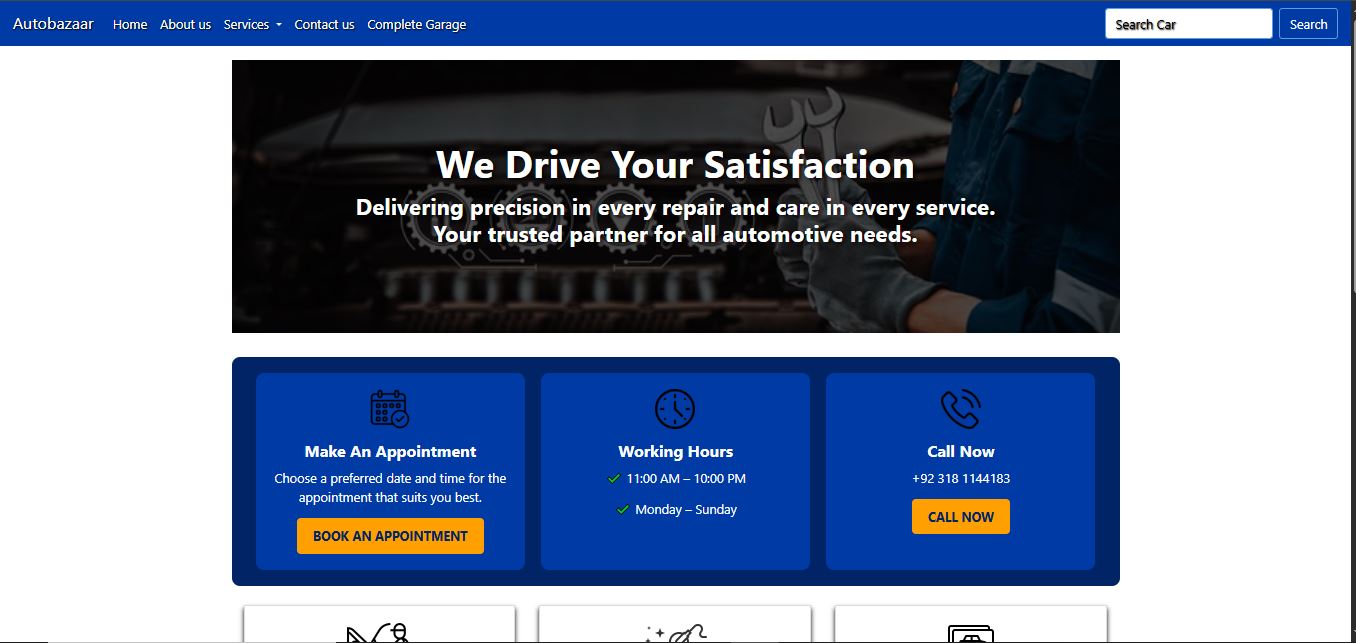 Autobazaar Home About us Services Contact us Complete Garage Search Car Search
We Drive Your Satisfaction
Delivering precision in every repair and care in every service.
Your trusted partner for all automotive needs.
Make An Appointment
Choose a preferred date and time for the
appointment that suits you best.
BOOK AN APPOINTMENT
Working Hours
11:00 AM – 10:00 PM
Monday – Sunday
Call Now
+92 318 1144183
CALL NOW